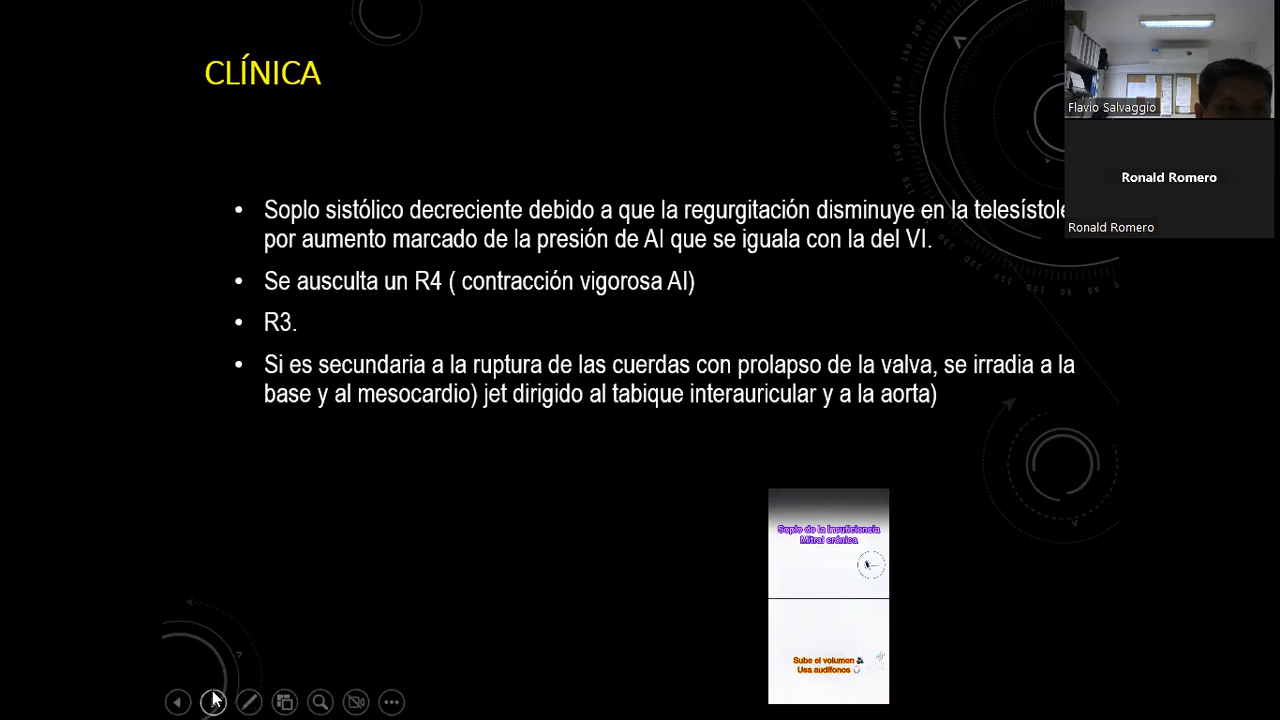 CLÍNICA
Flavio Salvaggio
Ronald Romero
Ronald Romero
• Soplo sistólico decreciente debido a que la regurgitación disminuye en la telesístole
por aumento marcado de la presión de AI que se iguala con la del VI.
• Se ausculta un R4 ( contracción vigorosa AI)
• R3.
• Si es secundaria a la ruptura de las cuerdas con prolapso de la valva, se irradia a la
base y al mesocardio) jet dirigido al tabique interauricular y a la aorta)
Soplo de la Insuficiencia
Mitral crónica
Sube el volumen
Usa audífonos